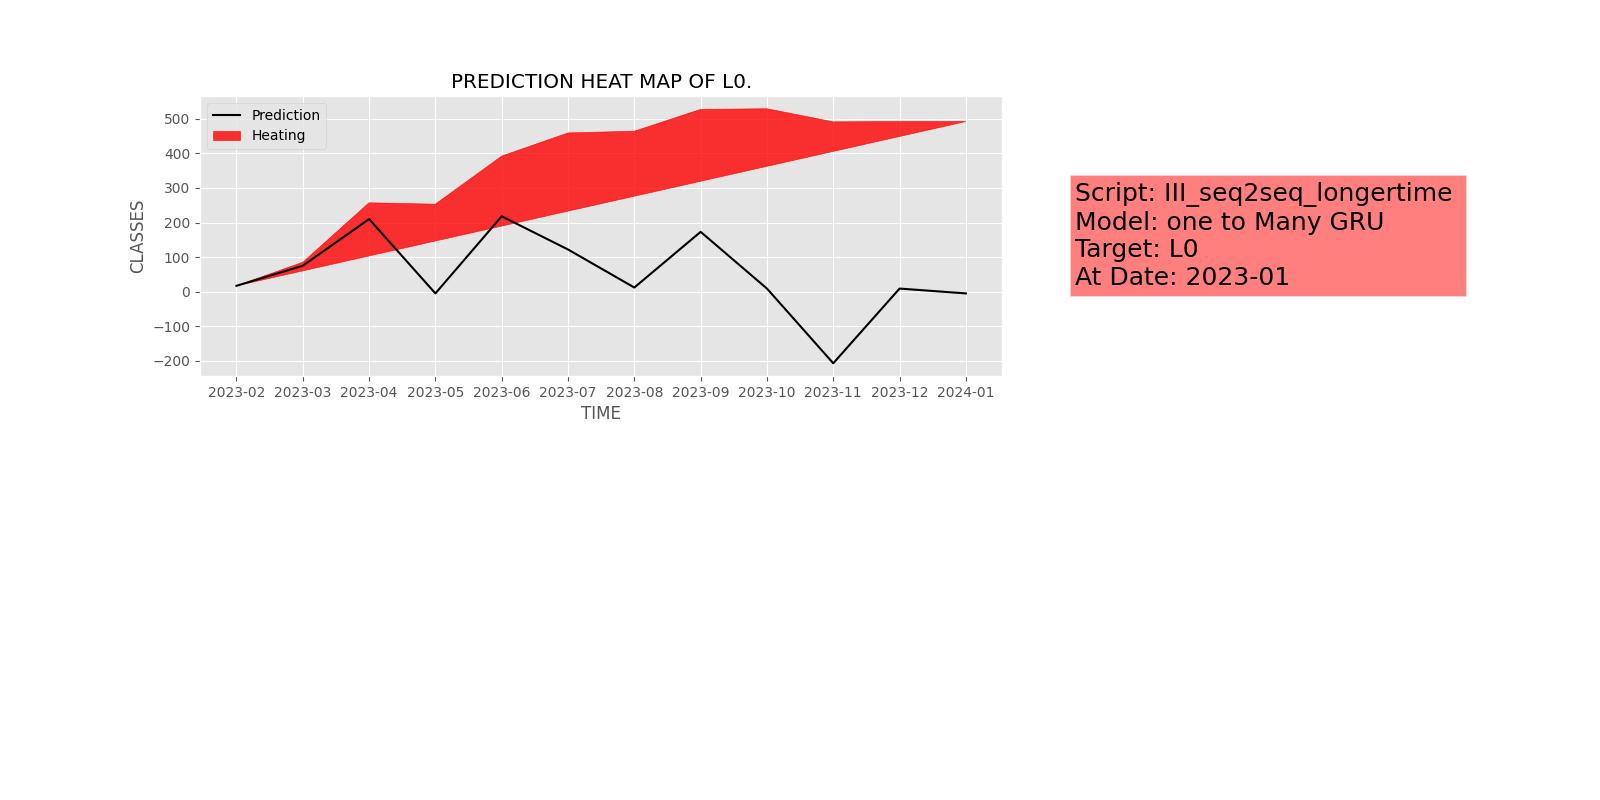 PREDICTION HEAT MAP OF L0.
Prediction
Heating
500
400
300
200
100
0
−100
−200
CLASSES
2023-02 2023-03 2023-04 2023-05 2023-06 2023-07 2023-08 2023-09 2023-10 2023-11 2023-12 2024-01
TIME
Script: III_seq2seq_longertime
Model: one to Many GRU
Target: L0
At Date: 2023-01